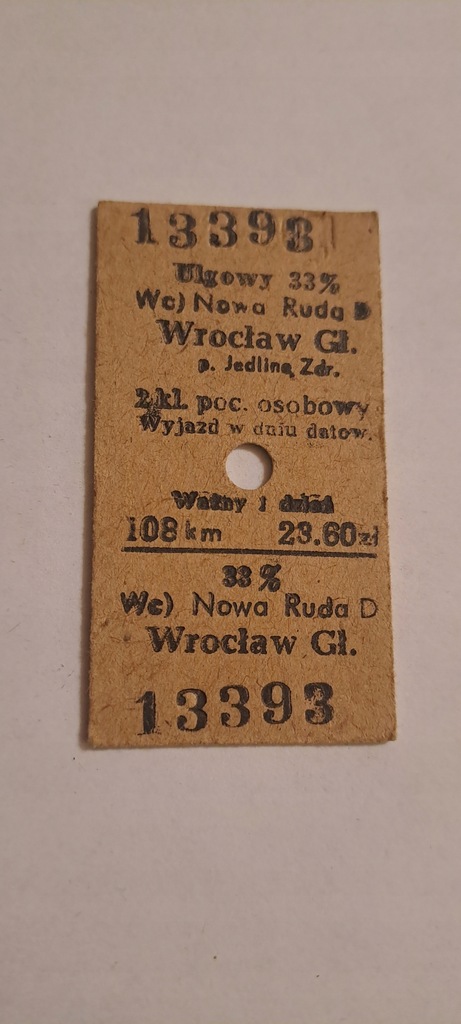 13393
Ulgowy 33%
Wc) Nowa Ruda D
Wrocław Gł.
p. Jedlinę Zdr.
2 kl. poc. osobowy
Wyjazd w dniu datow.
Ważny 1 dzień
108 km 23.60 zł
33%
Wc) Nowa Ruda D
Wrocław Gł.
13393